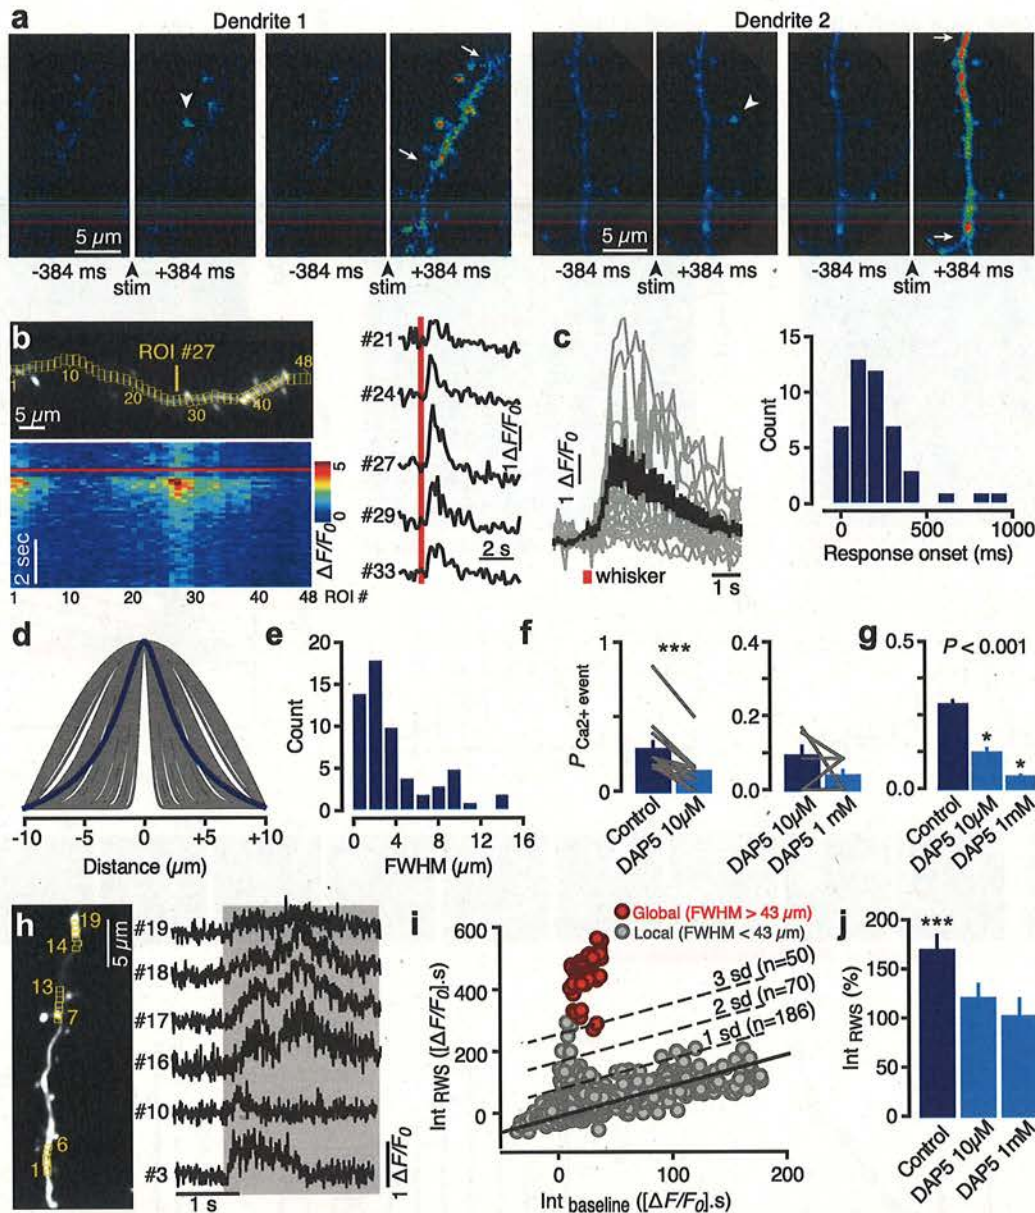 a
Dendrite 1
Dendrite 2
5 µm
5 µm
-384 ms
+384 ms
-384 ms
+384 ms
-384 ms
+384 ms
-384 ms
+384 ms
stim
stim
stim
stim
b
ROI #27
1
10
20
30
40
48
5 µm
2 sec
5
0
ΔF/F0
1
10
20
30
40
48
ROI #
#21
#24
#27
#29
#33
1ΔF/F0
2 s
c
1 ΔF/F0
whisker
1 s
15
10
5
0
Count
0
500
1000
Response onset (ms)
d
-10
-5
0
+5
+10
Distance (µm)
e
20
15
10
5
0
Count
0
4
8
12
16
FWHM (µm)
f
1
0
P Ca2+ event
***
Control
DAP5 10µM
0.4
0.2
0.0
DAP5 10µM
DAP5 1 mM
g
0.5
0.0
P < 0.001
*
*
Control
DAP5 10µM
DAP5 1mM
h
19
14
13
7
6
1
5 µm
#19
#18
#17
#16
#10
#3
1 s
1 ΔF/F0
i
Global (FWHM > 43 µm)
Local (FWHM < 43 µm)
600
400
200
0
Int RWS ([ΔF/F0].s)
3 sd (n=50)
2 sd (n=70)
1 sd (n=186)
0
100
200
Int baseline ([ΔF/F0].s)
j
200
150
100
50
0
Int RWS (%)
***
Control
DAP5 10µM
DAP5 1mM